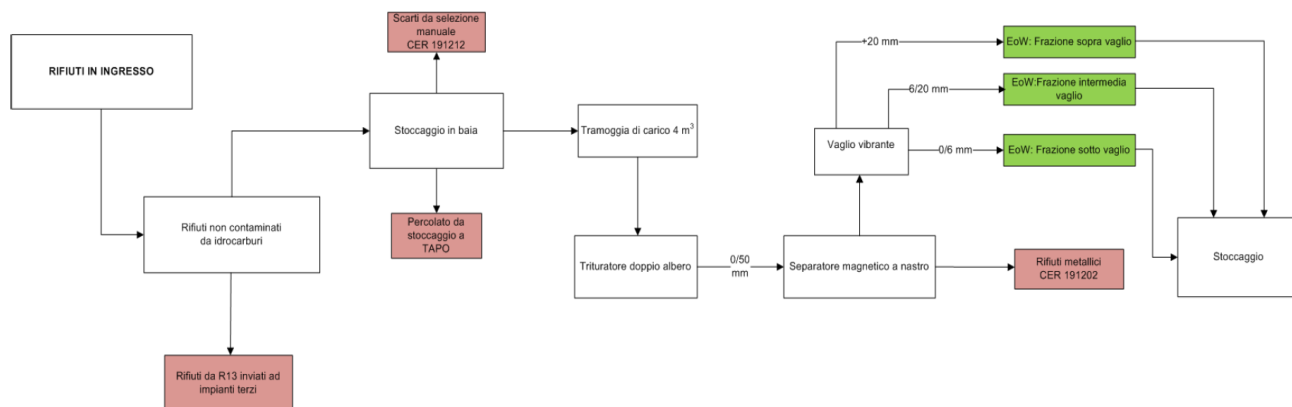 RIFIUTI IN INGRESSO
Rifiuti non contaminati
da idrocarburi
Rifiuti da R13 inviati ad
impianti terzi
Scarti da selezione
manuale
CER 191212
Stoccaggio in baia
Percolato da
stoccaggio a
TAPO
Tramoggia di carico 4 m³
Trituratore doppio albero
0/50
mm
Separatore magnetico a nastro
Rifiuti metallici
CER 191202
Vaglio vibrante
+20 mm
6/20 mm
0/6 mm
EoW: Frazione sopra vaglio
EoW:Frazione intermedia
vaglio
EoW: Frazione sotto vaglio
Stoccaggio